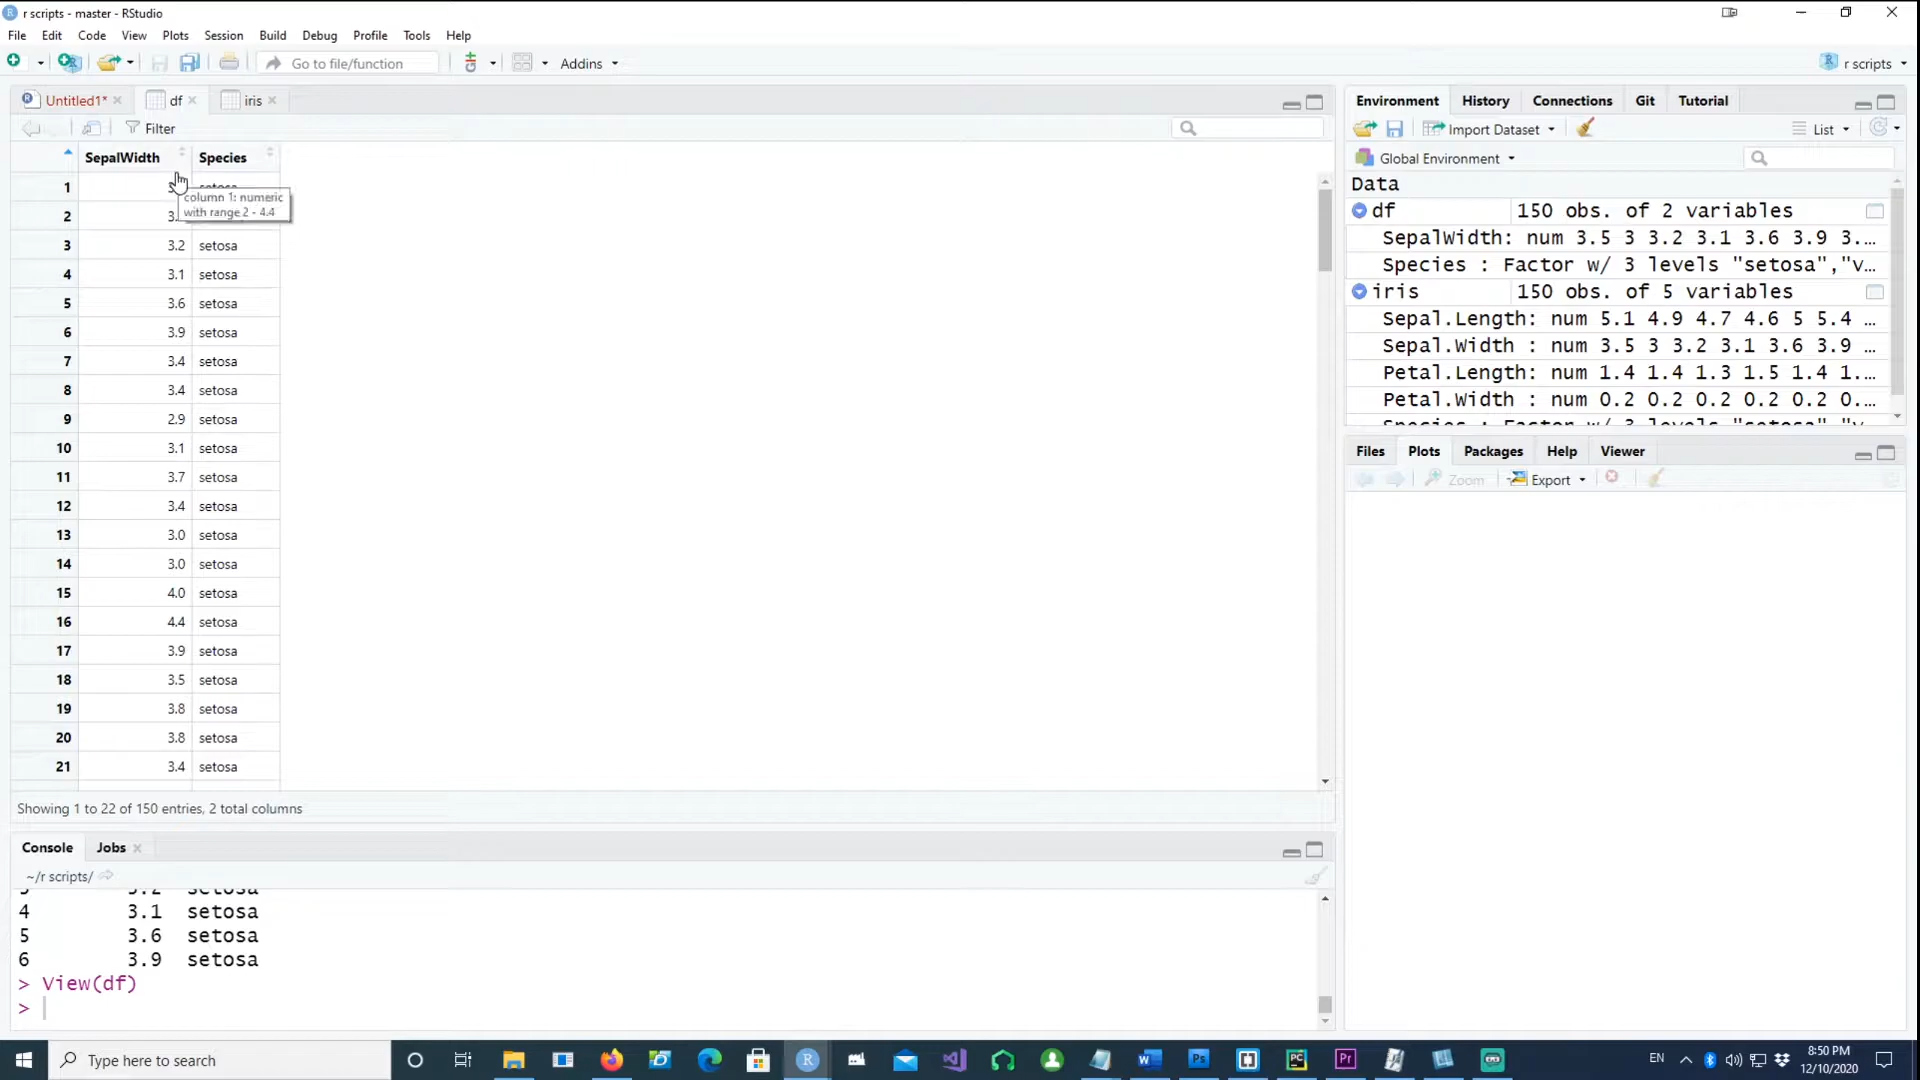 r scripts - master - RStudio
File Edit Code View Plots Session Build Debug Profile Tools Help
Go to file/function Addins r scripts
Untitled1* df iris
Filter
SepalWidth Species
1 setosa
column 1: numeric
with range 2 - 4.4
2 3.
3 3.2 setosa
4 3.1 setosa
5 3.6 setosa
6 3.9 setosa
7 3.4 setosa
8 3.4 setosa
9 2.9 setosa
10 3.1 setosa
11 3.7 setosa
12 3.4 setosa
13 3.0 setosa
14 3.0 setosa
15 4.0 setosa
16 4.4 setosa
17 3.9 setosa
18 3.5 setosa
19 3.8 setosa
20 3.8 setosa
21 3.4 setosa
Showing 1 to 22 of 150 entries, 2 total columns
Console Jobs
~/r scripts/
3.2 setosa
4 3.1 setosa
5 3.6 setosa
6 3.9 setosa
> View(df)
>
Environment History Connections Git Tutorial
Import Dataset List
Global Environment
Data
df 150 obs. of 2 variables
SepalWidth: num 3.5 3 3.2 3.1 3.6 3.9 3.…
Species : Factor w/ 3 levels "setosa","v…
iris 150 obs. of 5 variables
Sepal.Length: num 5.1 4.9 4.7 4.6 5 5.4 …
Sepal.Width : num 3.5 3 3.2 3.1 3.6 3.9 …
Petal.Length: num 1.4 1.4 1.3 1.5 1.4 1.…
Petal.Width : num 0.2 0.2 0.2 0.2 0.2 0.…
Species : Factor w/ 3 levels "setosa","v…
Files Plots Packages Help Viewer
Zoom Export
Type here to search
EN
8:50 PM
12/10/2020